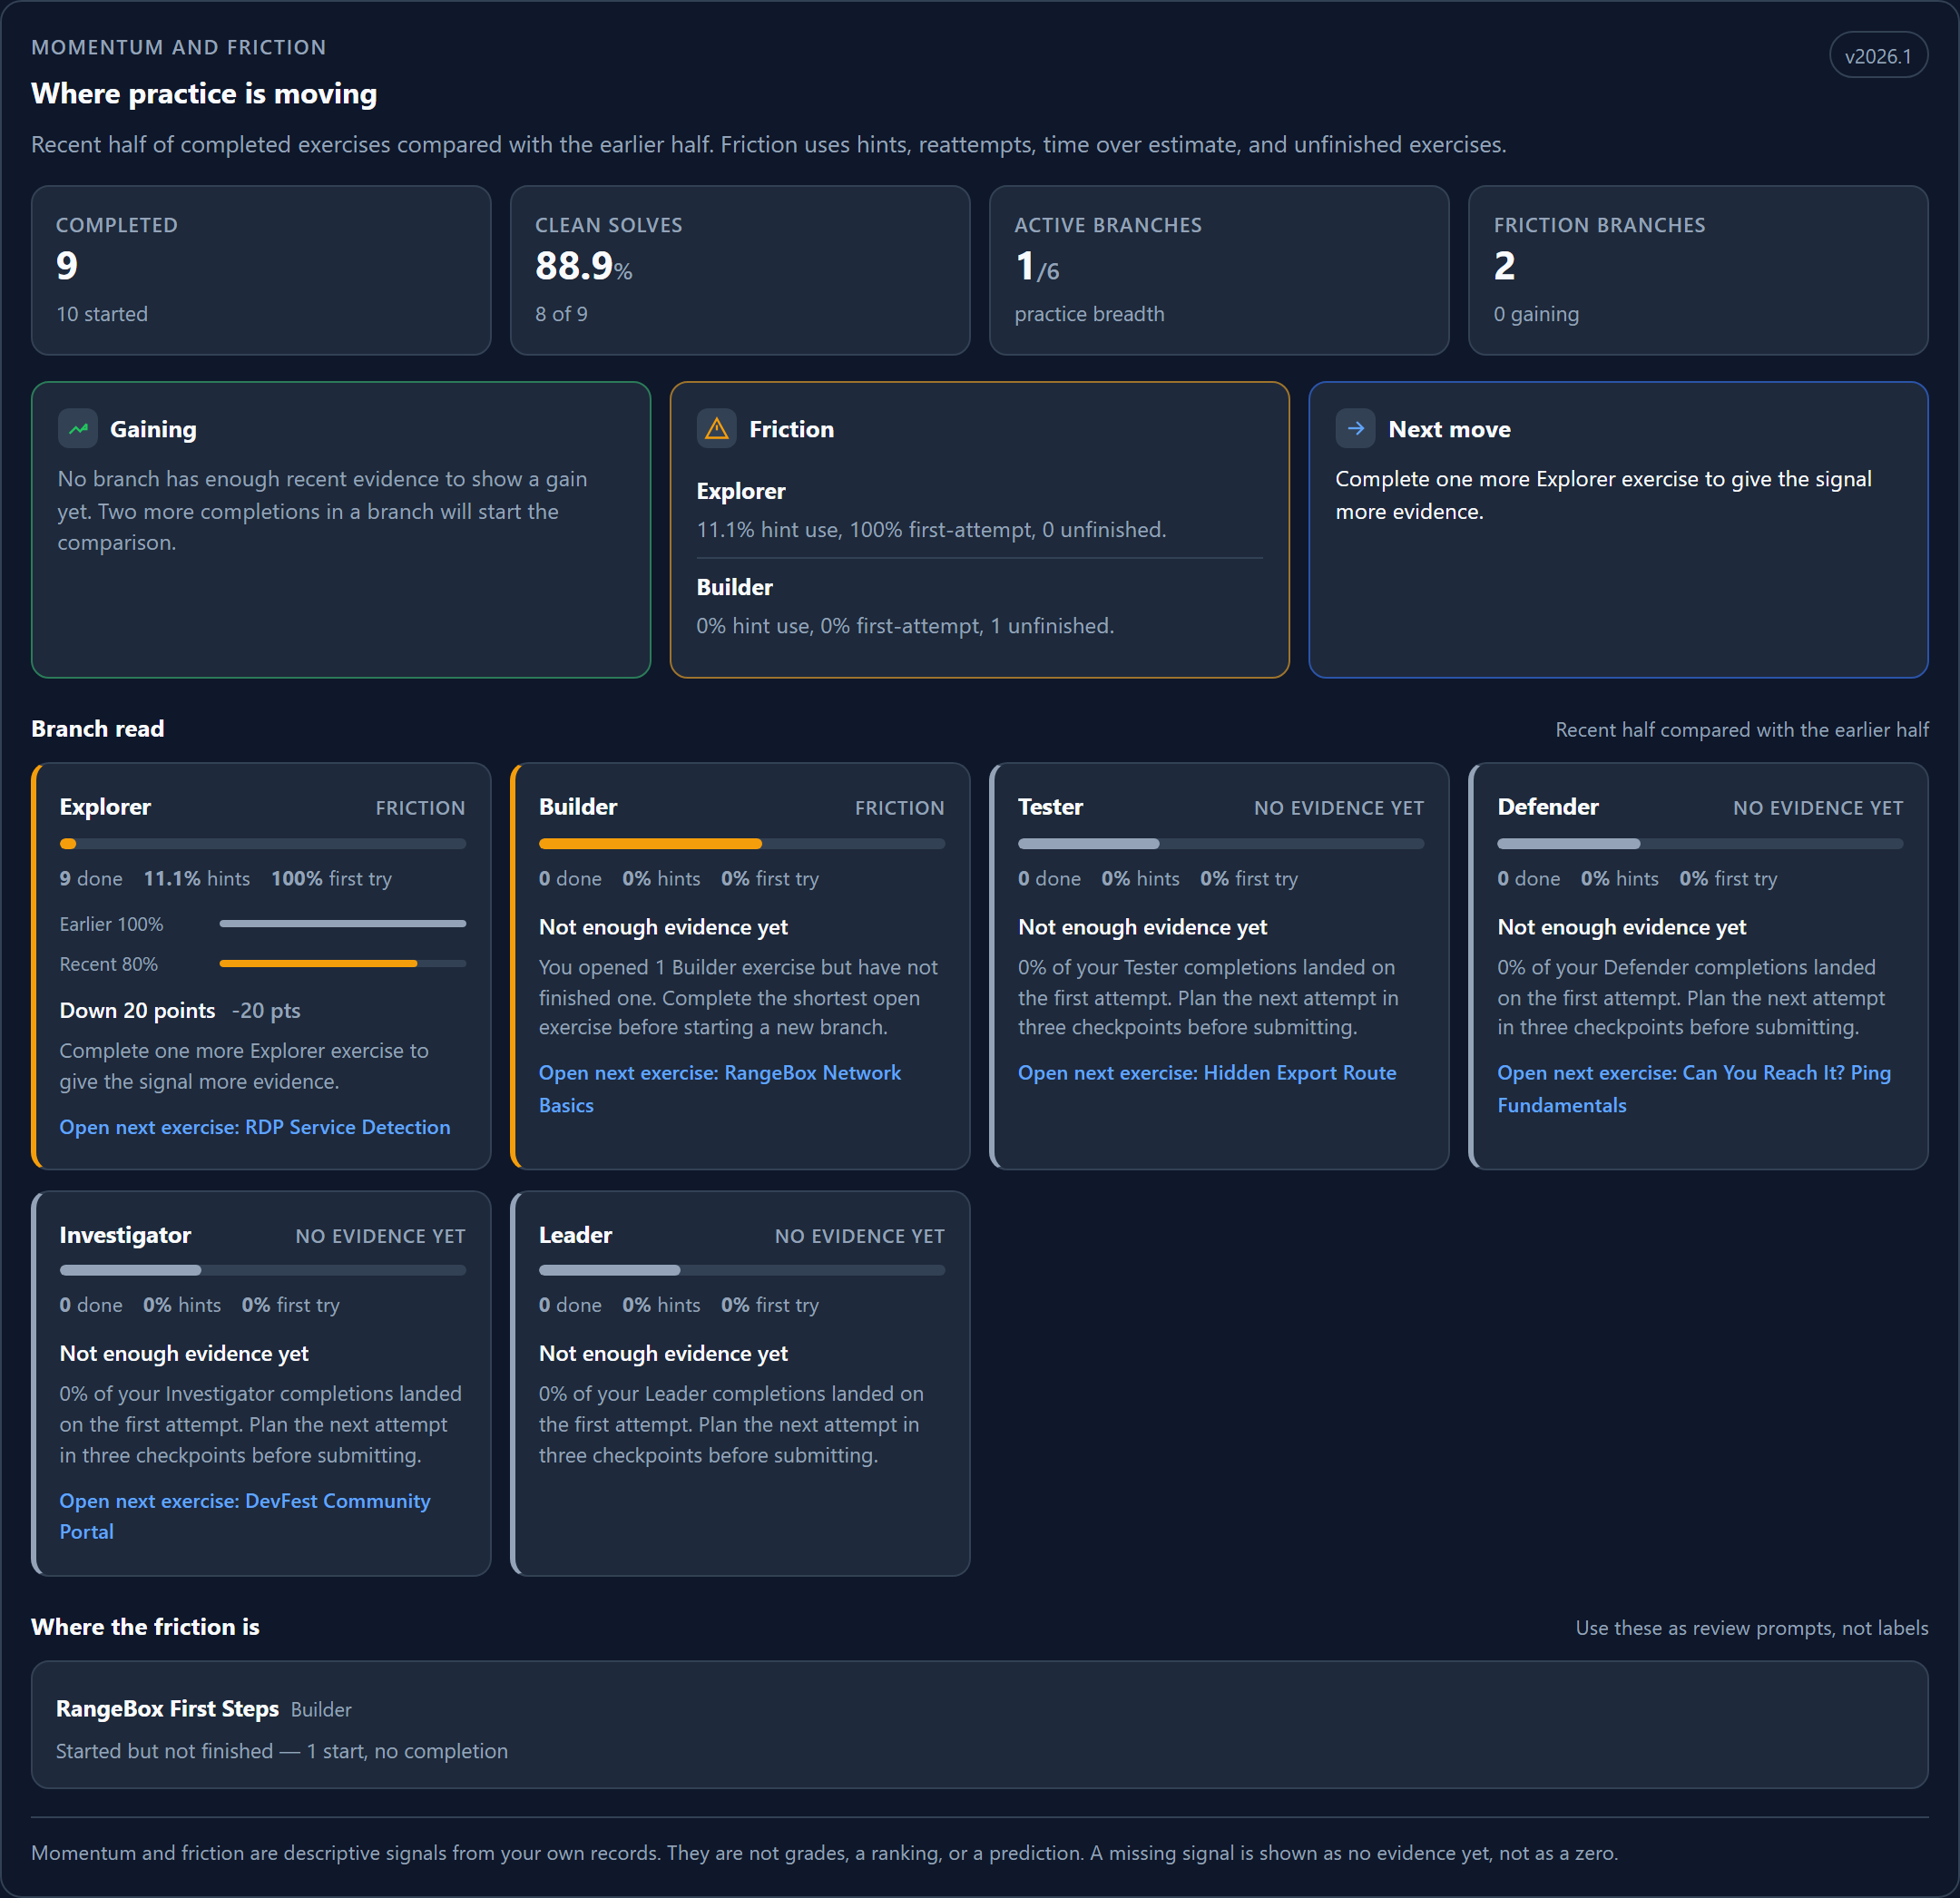 MOMENTUM AND FRICTION
v2026.1
Where practice is moving
Recent half of completed exercises compared with the earlier half. Friction uses hints, reattempts, time over estimate, and unfinished exercises.
COMPLETED
9
10 started
CLEAN SOLVES
88.9%
8 of 9
ACTIVE BRANCHES
1/6
practice breadth
FRICTION BRANCHES
2
0 gaining
Gaining
No branch has enough recent evidence to show a gain
yet. Two more completions in a branch will start the
comparison.
Friction
Explorer
11.1% hint use, 100% first-attempt, 0 unfinished.
Builder
0% hint use, 0% first-attempt, 1 unfinished.
Next move
Complete one more Explorer exercise to give the signal
more evidence.
Branch read
Recent half compared with the earlier half
Explorer FRICTION
9 done 11.1% hints 100% first try
Earlier 100%
Recent 80%
Down 20 points -20 pts
Complete one more Explorer exercise to
give the signal more evidence.
Open next exercise: RDP Service Detection
Builder FRICTION
0 done 0% hints 0% first try
Not enough evidence yet
You opened 1 Builder exercise but have not
finished one. Complete the shortest open
exercise before starting a new branch.
Open next exercise: RangeBox Network
Basics
Tester NO EVIDENCE YET
0 done 0% hints 0% first try
Not enough evidence yet
0% of your Tester completions landed on
the first attempt. Plan the next attempt in
three checkpoints before submitting.
Open next exercise: Hidden Export Route
Defender NO EVIDENCE YET
0 done 0% hints 0% first try
Not enough evidence yet
0% of your Defender completions landed
on the first attempt. Plan the next attempt
in three checkpoints before submitting.
Open next exercise: Can You Reach It? Ping
Fundamentals
Investigator NO EVIDENCE YET
0 done 0% hints 0% first try
Not enough evidence yet
0% of your Investigator completions landed
on the first attempt. Plan the next attempt
in three checkpoints before submitting.
Open next exercise: DevFest Community
Portal
Leader NO EVIDENCE YET
0 done 0% hints 0% first try
Not enough evidence yet
0% of your Leader completions landed on
the first attempt. Plan the next attempt in
three checkpoints before submitting.
Where the friction is
Use these as review prompts, not labels
RangeBox First Steps Builder
Started but not finished — 1 start, no completion
Momentum and friction are descriptive signals from your own records. They are not grades, a ranking, or a prediction. A missing signal is shown as no evidence yet, not as a zero.